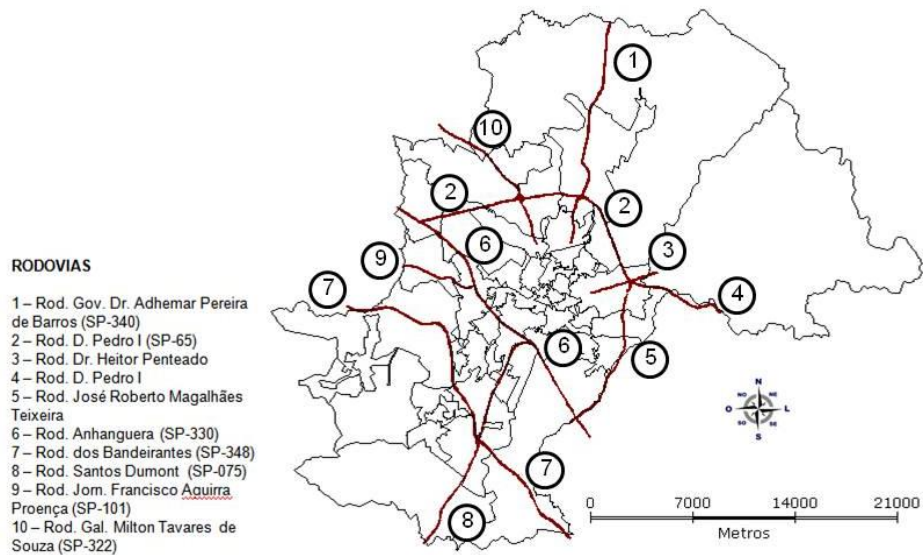 RODOVIAS
1 – Rod. Gov. Dr. Adhemar Pereira
de Barros (SP-340)
2 – Rod. D. Pedro I (SP-65)
3 – Rod. Dr. Heitor Penteado
4 – Rod. D. Pedro I
5 – Rod. José Roberto Magalhães
Teixeira
6 – Rod. Anhanguera (SP-330)
7 – Rod. dos Bandeirantes (SP-348)
8 – Rod. Santos Dumont (SP-075)
9 – Rod. Jorn. Francisco Aguirra
Proença (SP-101)
10 – Rod. Gal. Milton Tavares de
Souza (SP-322)
1
10
2
2
6
3
9
7
4
6
5
7
8
N
NO
NE
O
L
SO
SE
S
0
7000
14000
21000
Metros